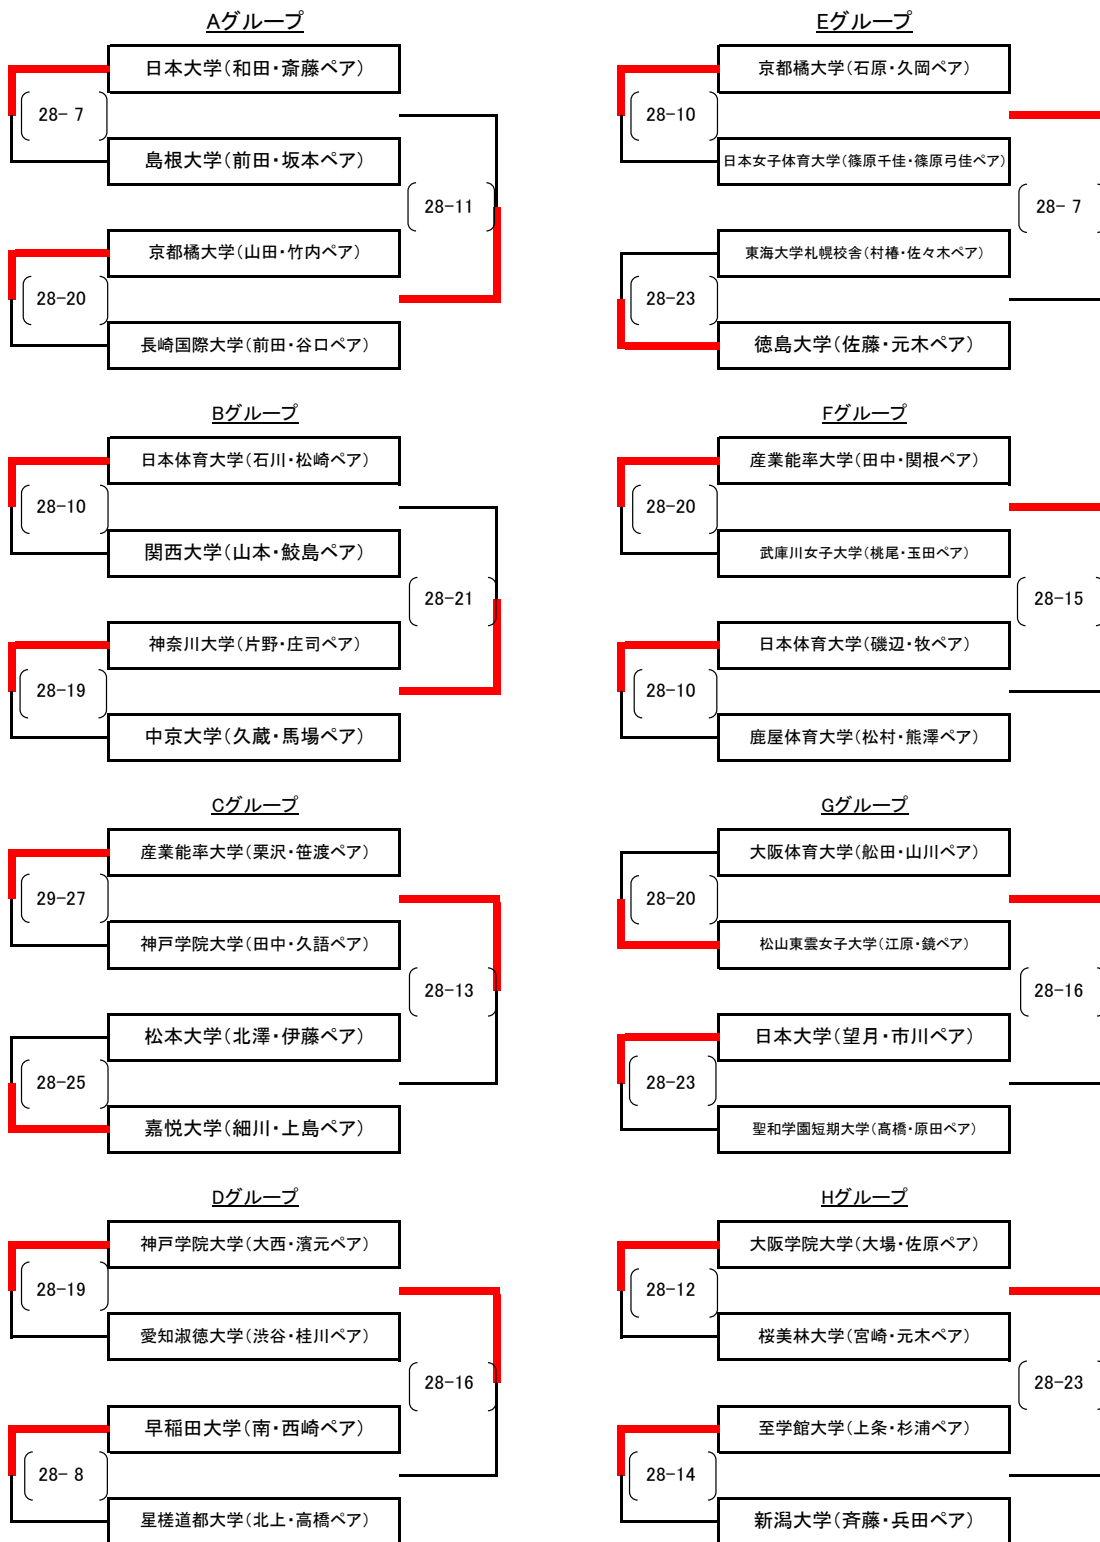 Aグループ
日本大学(和田・斎藤ペア)
28- 7
島根大学(前田・坂本ペア)
28-11
京都橘大学(山田・竹内ペア)
28-20
長崎国際大学(前田・谷口ペア)
Bグループ
日本体育大学(石川・松崎ペア)
28-10
関西大学(山本・鮫島ペア)
28-21
神奈川大学(片野・庄司ペア)
28-19
中京大学(久蔵・馬場ペア)
Cグループ
産業能率大学(栗沢・笹渡ペア)
29-27
神戸学院大学(田中・久語ペア)
28-13
松本大学(北澤・伊藤ペア)
28-25
嘉悦大学(細川・上島ペア)
Dグループ
神戸学院大学(大西・濱元ペア)
28-19
愛知淑徳大学(渋谷・桂川ペア)
28-16
早稲田大学(南・西崎ペア)
28- 8
星槎道都大学(北上・高橋ペア)
Eグループ
京都橘大学(石原・久岡ペア)
28-10
日本女子体育大学(篠原千佳・篠原弓佳ペア)
28- 7
東海大学札幌校舎(村椿・佐々木ペア)
28-23
徳島大学(佐藤・元木ペア)
Fグループ
産業能率大学(田中・関根ペア)
28-20
武庫川女子大学(桃尾・玉田ペア)
28-15
日本体育大学(磯辺・牧ペア)
28-10
鹿屋体育大学(松村・熊澤ペア)
Gグループ
大阪体育大学(舩田・山川ペア)
28-20
松山東雲女子大学(江原・鏡ペア)
28-16
日本大学(望月・市川ペア)
28-23
聖和学園短期大学(髙橋・原田ペア)
Hグループ
大阪学院大学(大場・佐原ペア)
28-12
桜美林大学(宮崎・元木ペア)
28-23
至学館大学(上条・杉浦ペア)
28-14
新潟大学(斉藤・兵田ペア)